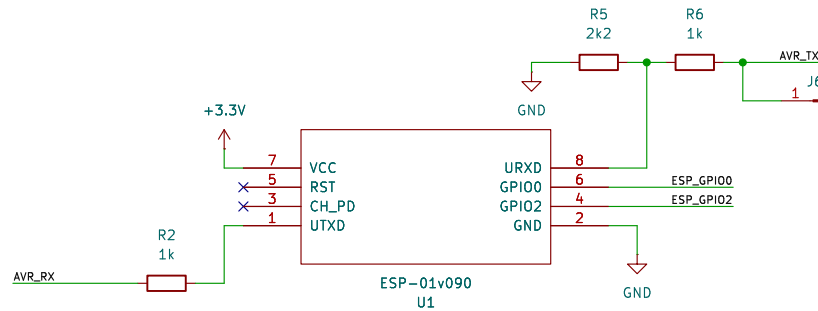 R5
2k2
R6
1k
AVR_TX
J6
1
GND
+3.3V
7
VCC
URXD
8
5
RST
GPIO0
6
ESP_GPIO0
3
CH_PD
GPIO2
4
ESP_GPIO2
1
UTXD
GND
2
R2
1k
AVR_RX
ESP-01v090
U1
GND